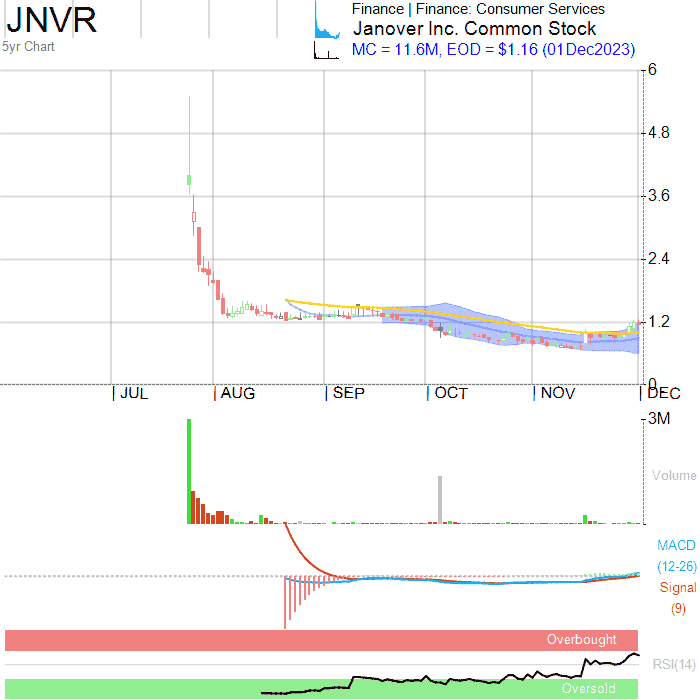 JNVR
5yr Chart
Finance | Finance: Consumer Services
Janover Inc. Common Stock
MC = 11.6M, EOD = $1.16 (01Dec2023)
6
4.8
3.6
2.4
1.2
0
JUL AUG SEP OCT NOV DEC
3M
Volume
MACD
(12-26)
Signal
(9)
Overbought
RSI(14)
Oversold